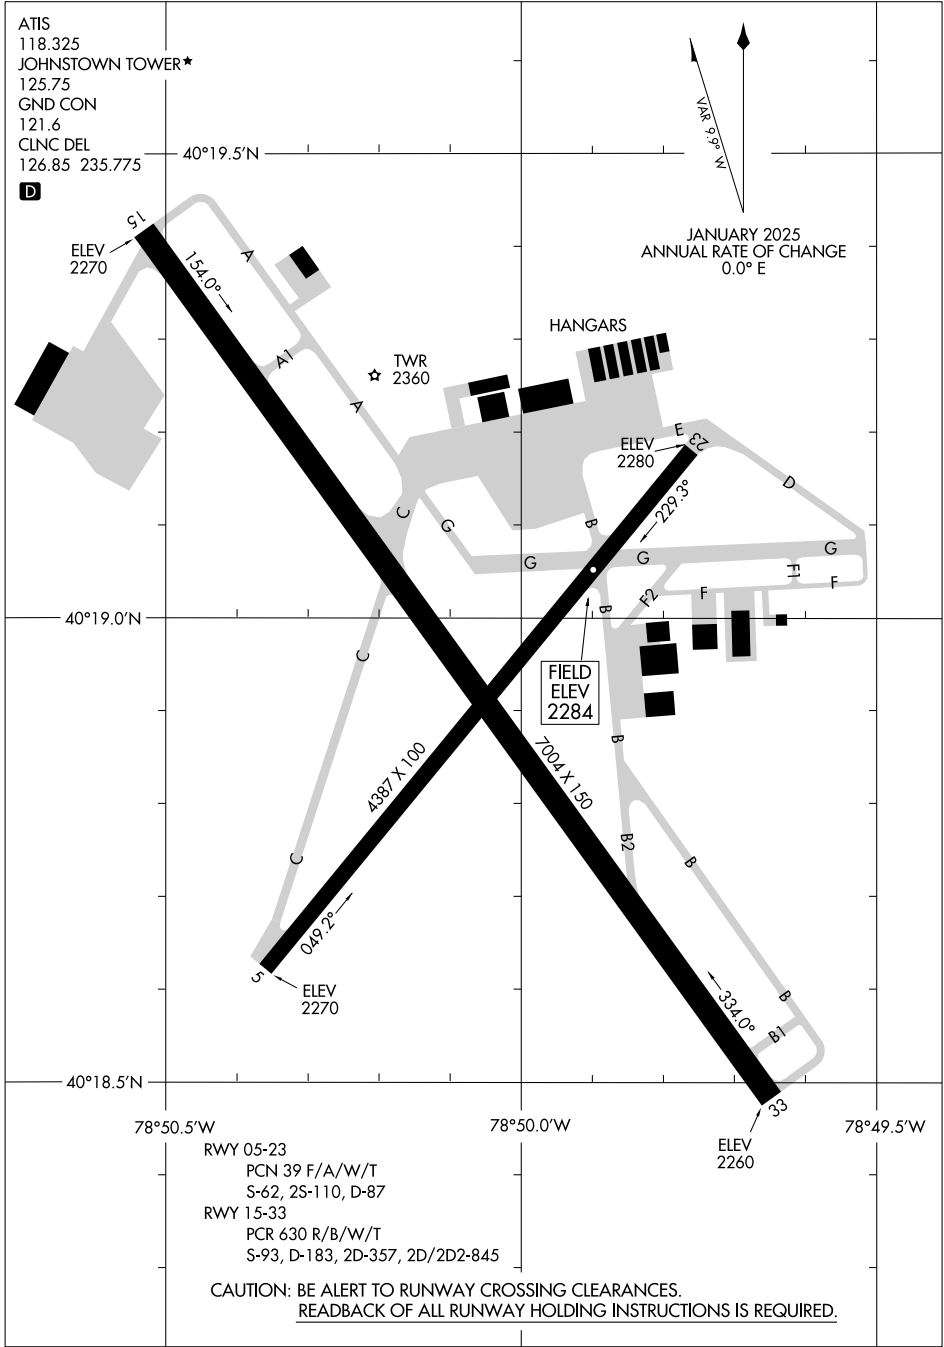 ATIS
118.325
JOHNSTOWN TOWER★
125.75
GND CON
121.6
CLNC DEL
126.85 235.775
D
40°19.5'N
VAR 9.9° W
JANUARY 2025
ANNUAL RATE OF CHANGE
0.0° E
15
ELEV
2270
154.0°
A
A1
A
TWR
2360
HANGARS
ELEV
2280
E
23
229.3°
D
C
G
B
G
G
G
F1
F
F
F2
B
40°19.0'N
C
FIELD
ELEV
2284
B
4387 X 100
7004 X 150
B2
B
C
049.2°
5
ELEV
2270
334.0°
B
B1
40°18.5'N
33
ELEV
2260
78°50.5'W
78°50.0'W
78°49.5'W
RWY 05-23
PCN 39 F/A/W/T
S-62, 2S-110, D-87
RWY 15-33
PCR 630 R/B/W/T
S-93, D-183, 2D-357, 2D/2D2-845
CAUTION: BE ALERT TO RUNWAY CROSSING CLEARANCES.
READBACK OF ALL RUNWAY HOLDING INSTRUCTIONS IS REQUIRED.